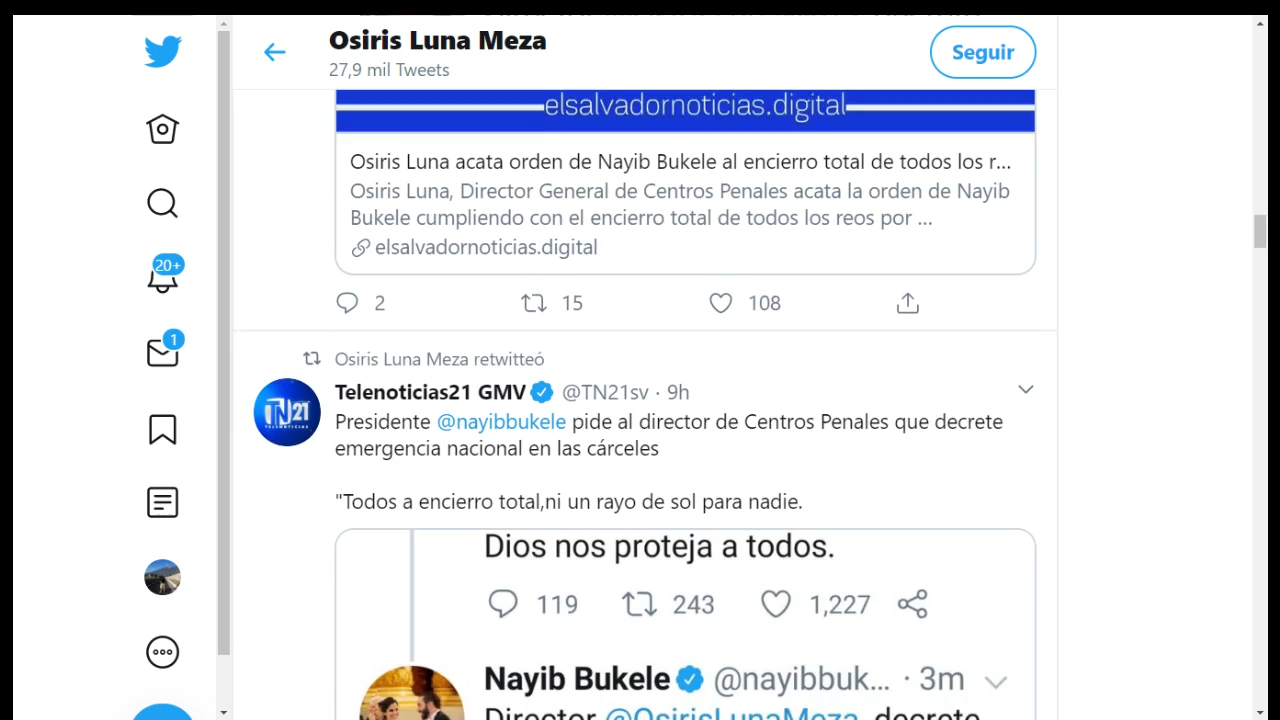 Osiris Luna Meza
27,9 mil Tweets
Seguir
elsalvadornoticias.digital
Osiris Luna acata orden de Nayib Bukele al encierro total de todos los r...
Osiris Luna, Director General de Centros Penales acata la orden de Nayib
Bukele cumpliendo con el encierro total de todos los reos por ...
elsalvadornoticias.digital
2 15 108
20+
1
Osiris Luna Meza retwitteó
Telenoticias21 GMV @TN21sv · 9h
TN21
TELENOTICIAS
Presidente @nayibbukele pide al director de Centros Penales que decrete
emergencia nacional en las cárceles
"Todos a encierro total,ni un rayo de sol para nadie.
Dios nos proteja a todos.
119 243 1,227
Nayib Bukele @nayibbuk... · 3m
Director @OsirisLunaMeza, decrete